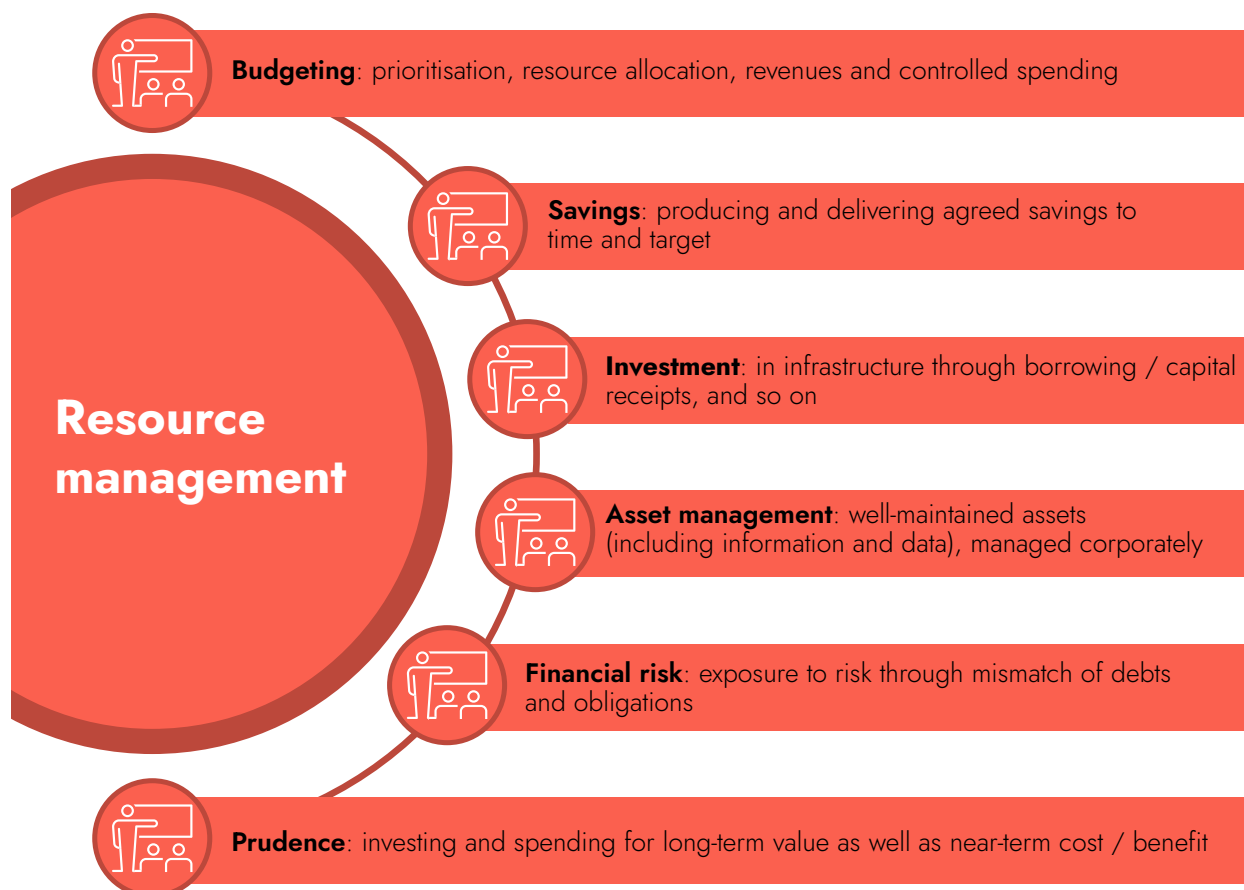 Budgeting: prioritisation, resource allocation, revenues and controlled spending
Savings: producing and delivering agreed savings to
time and target
Investment: in infrastructure through borrowing / capital
receipts, and so on
Resource
management
Asset management: well-maintained assets
(including information and data), managed corporately
Financial risk: exposure to risk through mismatch of debts
and obligations
Prudence: investing and spending for long-term value as well as near-term cost / benefit